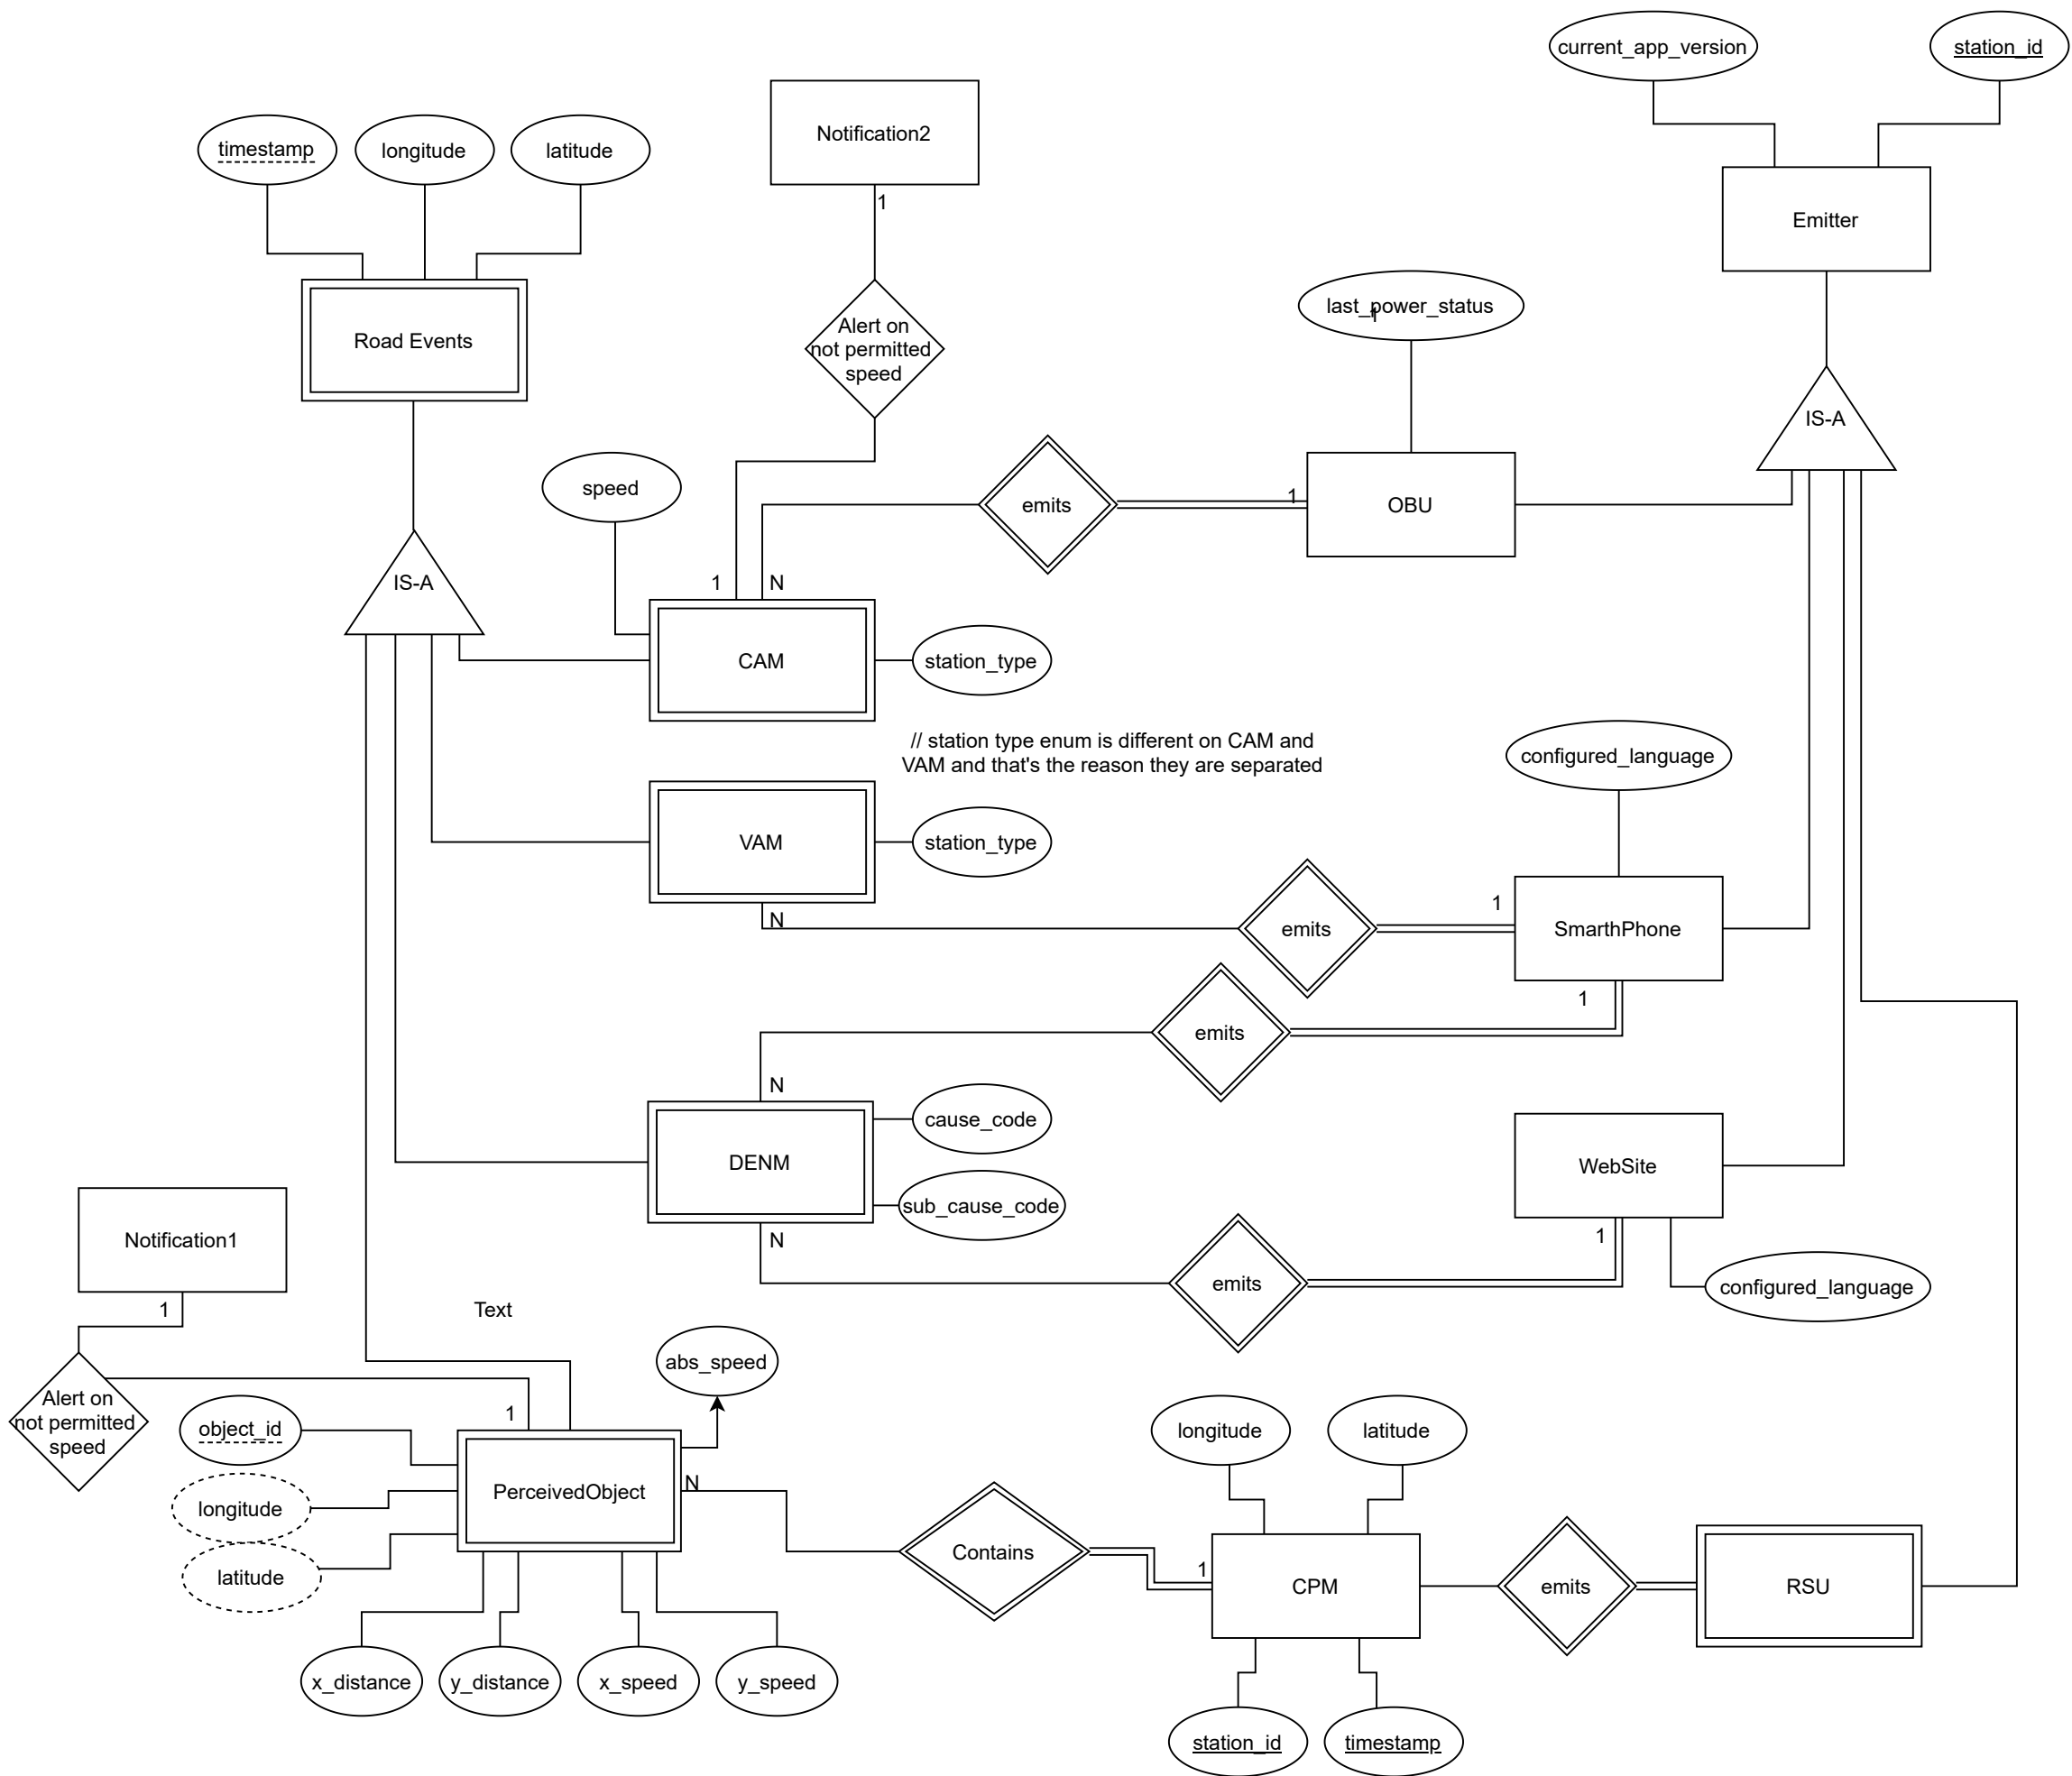 current_app_version
station_id
timestamp
longitude
latitude
Notification2
1
Emitter
last_power_status
1
Road Events
Alert on
not permitted
speed
IS-A
speed
emits
1
OBU
IS-A
1
N
CAM
station_type
// station type enum is different on CAM and
VAM and that's the reason they are separated
configured_language
VAM
station_type
N
emits
1
SmarthPhone
1
emits
N
cause_code
DENM
sub_cause_code
WebSite
Notification1
N
1
emits
configured_language
1
Text
abs_speed
Alert on
not permitted
speed
1
object_id
longitude
latitude
PerceivedObject
N
longitude
latitude
Contains
1
CPM
emits
RSU
x_distance
y_distance
x_speed
y_speed
station_id
timestamp